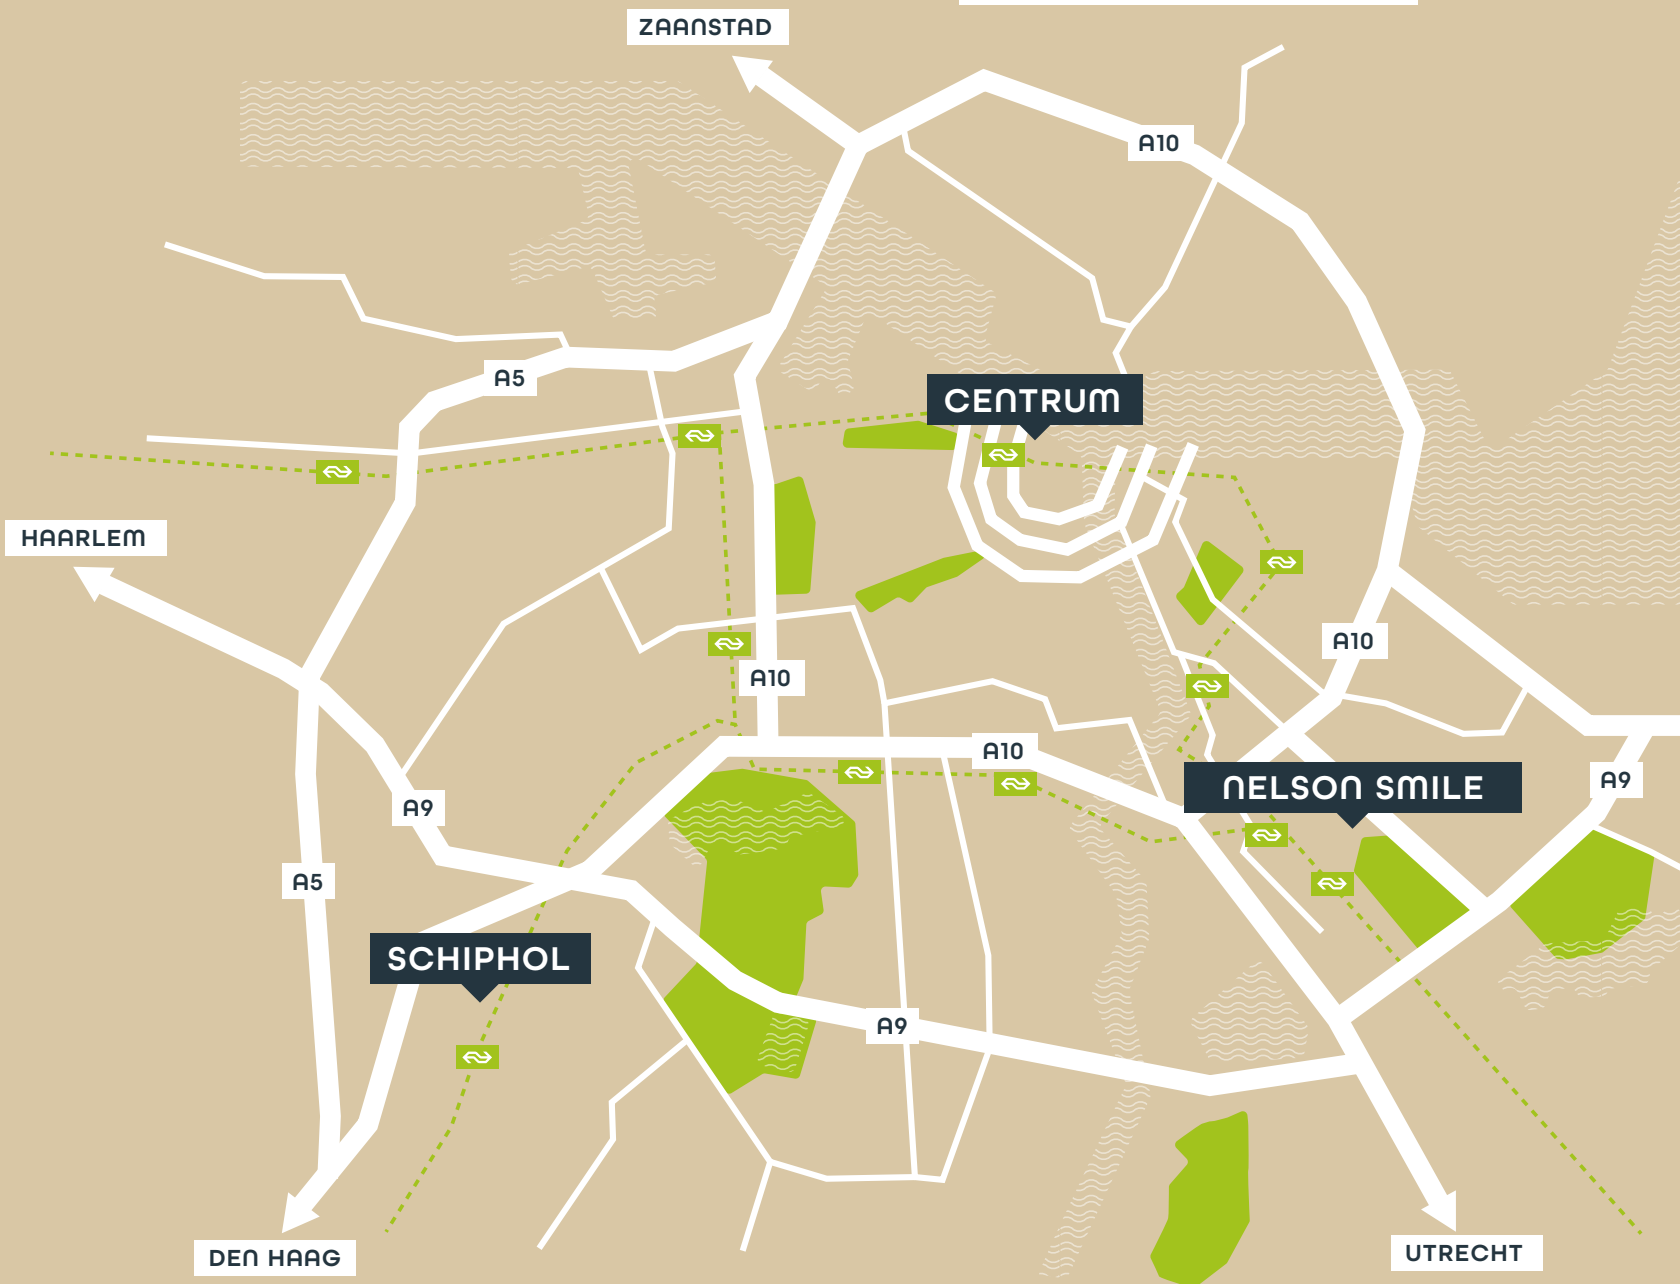 ZAANSTAD
A10
A5
CENTRUM
HAARLEM
A10
A10
A10
NELSON SMILE
A9
A9
A5
SCHIPHOL
A9
DEN HAAG
UTRECHT